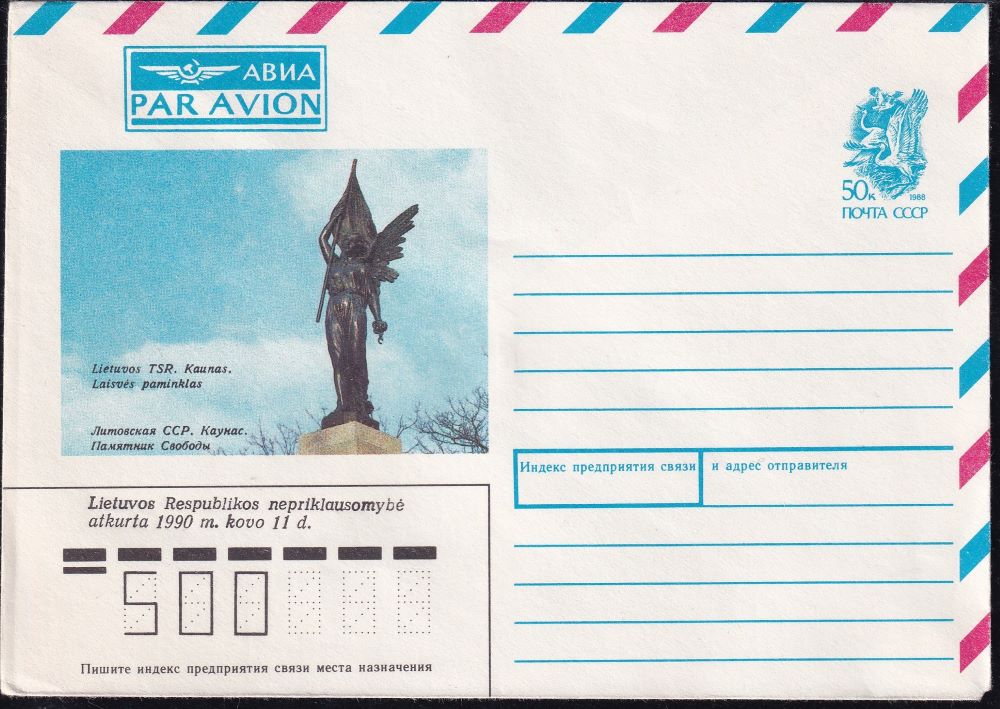 АВИА
PAR AVION
50к 1988
ПОЧТА СССР
Lietuvos TSR. Kaunas.
Laisvės paminklas
Литовская ССР. Каунас.
Памятник Свободы
Индекс предприятия связи и адрес отправителя
Lietuvos Respublikos nepriklausomybė
atkurta 1990 m. kovo 11 d.
500
Пишите индекс предприятия связи места назначения